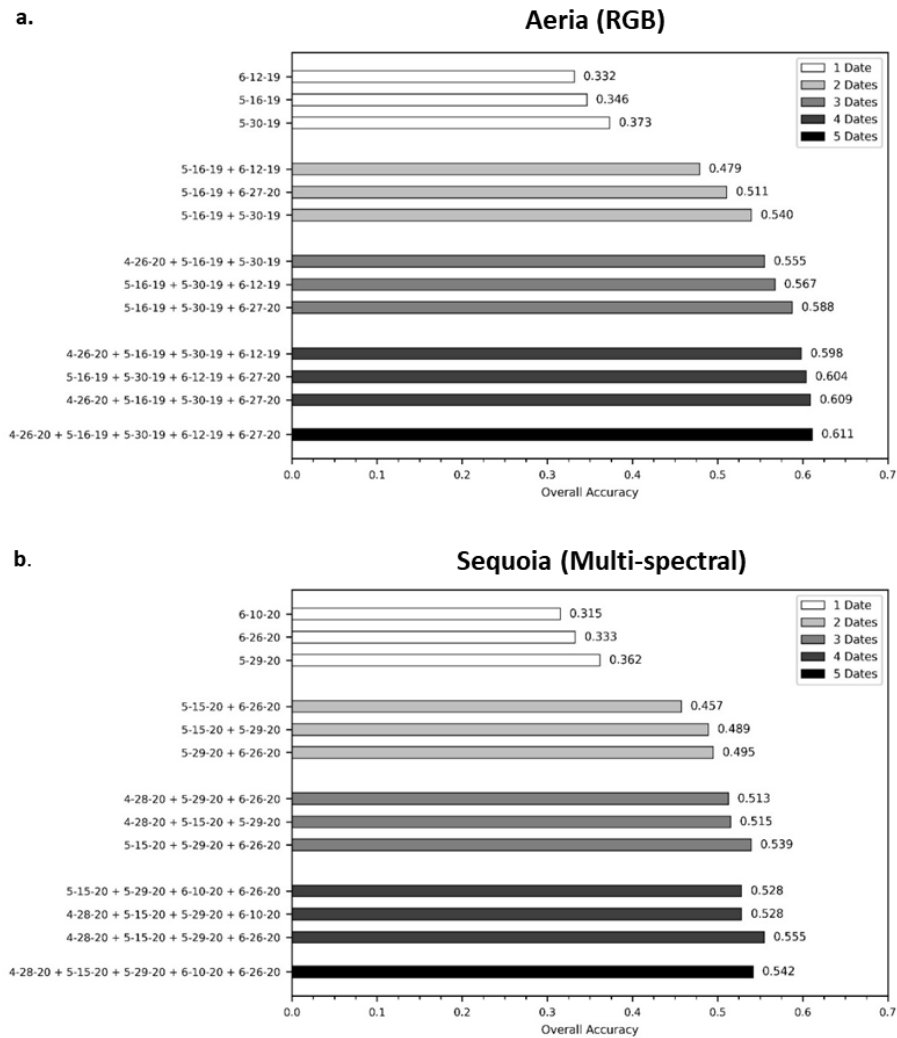 a.
Aeria (RGB)
6-12-19 0.332
5-16-19 0.346
5-30-19 0.373
5-16-19 + 6-12-19 0.479
5-16-19 + 6-27-20 0.511
5-16-19 + 5-30-19 0.540
4-26-20 + 5-16-19 + 5-30-19 0.555
5-16-19 + 5-30-19 + 6-12-19 0.567
5-16-19 + 5-30-19 + 6-27-20 0.588
4-26-20 + 5-16-19 + 5-30-19 + 6-12-19 0.598
5-16-19 + 5-30-19 + 6-12-19 + 6-27-20 0.604
4-26-20 + 5-16-19 + 5-30-19 + 6-27-20 0.609
4-26-20 + 5-16-19 + 5-30-19 + 6-12-19 + 6-27-20 0.611
1 Date
2 Dates
3 Dates
4 Dates
5 Dates
0.0 0.1 0.2 0.3 0.4 0.5 0.6 0.7
Overall Accuracy
b.
Sequoia (Multi-spectral)
6-10-20 0.315
6-26-20 0.333
5-29-20 0.362
5-15-20 + 6-26-20 0.457
5-15-20 + 5-29-20 0.489
5-29-20 + 6-26-20 0.495
4-28-20 + 5-29-20 + 6-26-20 0.513
4-28-20 + 5-15-20 + 5-29-20 0.515
5-15-20 + 5-29-20 + 6-26-20 0.539
5-15-20 + 5-29-20 + 6-10-20 + 6-26-20 0.528
4-28-20 + 5-15-20 + 5-29-20 + 6-10-20 0.528
4-28-20 + 5-15-20 + 5-29-20 + 6-26-20 0.555
4-28-20 + 5-15-20 + 5-29-20 + 6-10-20 + 6-26-20 0.542
1 Date
2 Dates
3 Dates
4 Dates
5 Dates
0.0 0.1 0.2 0.3 0.4 0.5 0.6 0.7
Overall Accuracy